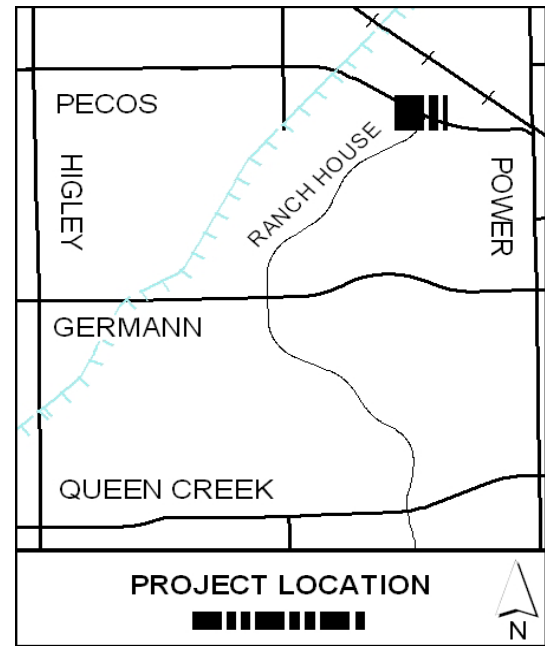 PECOS
RANCH HOUSE
HIGLEY
POWER
GERMANN
QUEEN CREEK
PROJECT LOCATION
N